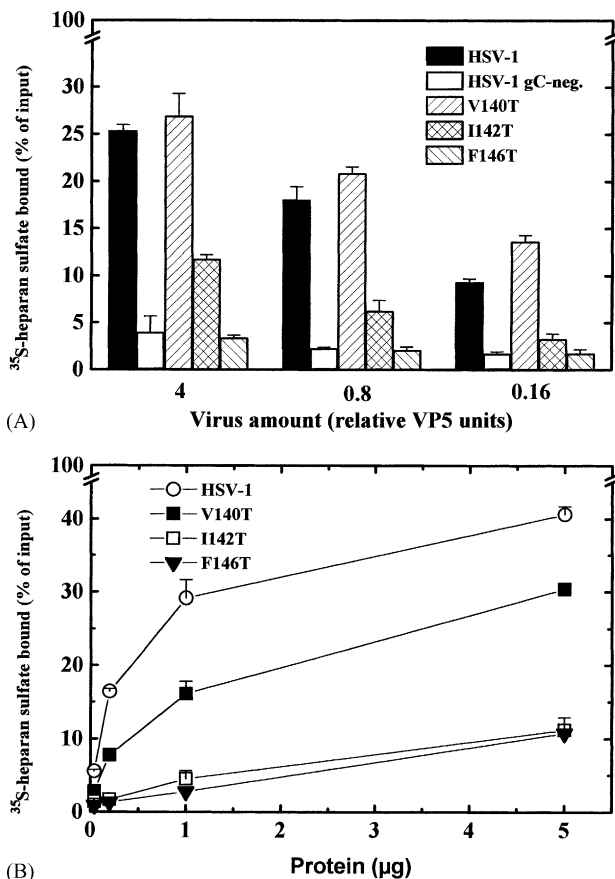 100
30
25
20
15
10
5
0
³⁵S-heparan sulfate bound (% of input)
HSV-1
HSV-1 gC-neg.
V140T
I142T
F146T
4 0.8 0.16
Virus amount (relative VP5 units)
(A)
100
40
30
20
10
0
³⁵S-heparan sulfate bound (% of input)
HSV-1
V140T
I142T
F146T
0 1 2 3 4 5
Protein (µg)
(B)